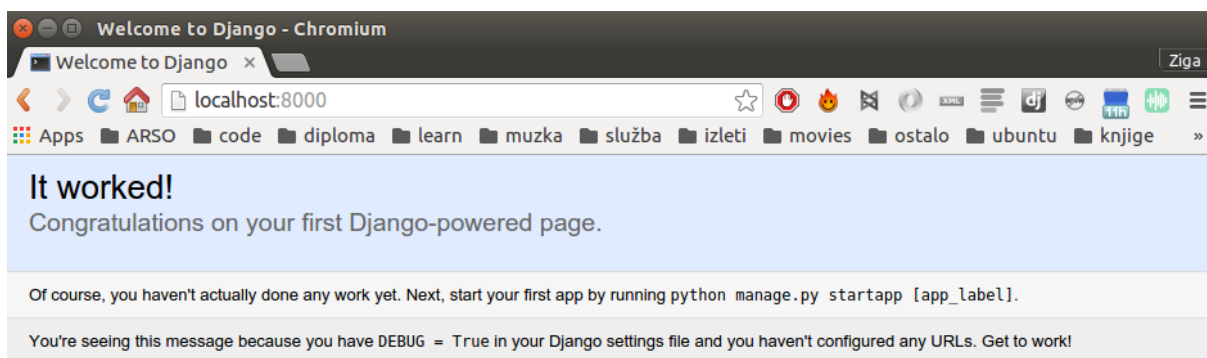 Welcome to Django - Chromium
Welcome to Django ×
Ziga
localhost:8000
XML
dj
11h
Apps ARSO code diploma learn muzka služba izleti movies ostalo ubuntu knjige »
It worked!
Congratulations on your first Django-powered page.
Of course, you haven't actually done any work yet. Next, start your first app by running python manage.py startapp [app_label].
You're seeing this message because you have DEBUG = True in your Django settings file and you haven't configured any URLs. Get to work!